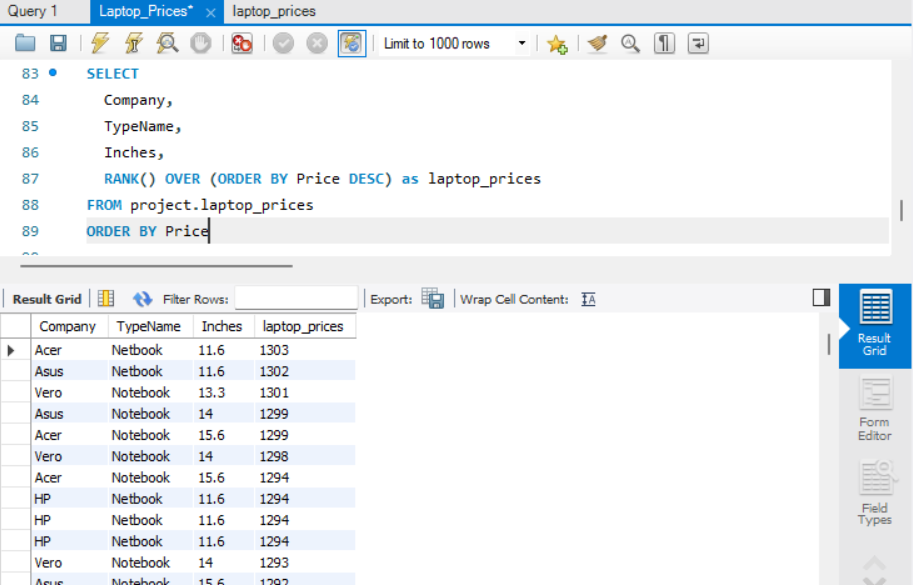 Query 1 Laptop_Prices* × laptop_prices
Limit to 1000 rows
83 SELECT
84 Company,
85 TypeName,
86 Inches,
87 RANK() OVER (ORDER BY Price DESC) as laptop_prices
88 FROM project.laptop_prices
89 ORDER BY Price
Result Grid Filter Rows: Export: Wrap Cell Content: IA
Company TypeName Inches laptop_prices
Acer Netbook 11.6 1303
Asus Netbook 11.6 1302
Vero Notebook 13.3 1301
Asus Notebook 14 1299
Acer Notebook 15.6 1299
Vero Notebook 14 1298
Acer Notebook 15.6 1294
HP Netbook 11.6 1294
HP Netbook 11.6 1294
HP Netbook 11.6 1294
Vero Notebook 14 1293
Asus Notebook 15.6 1292
Result
Grid
Form
Editor
Field
Types